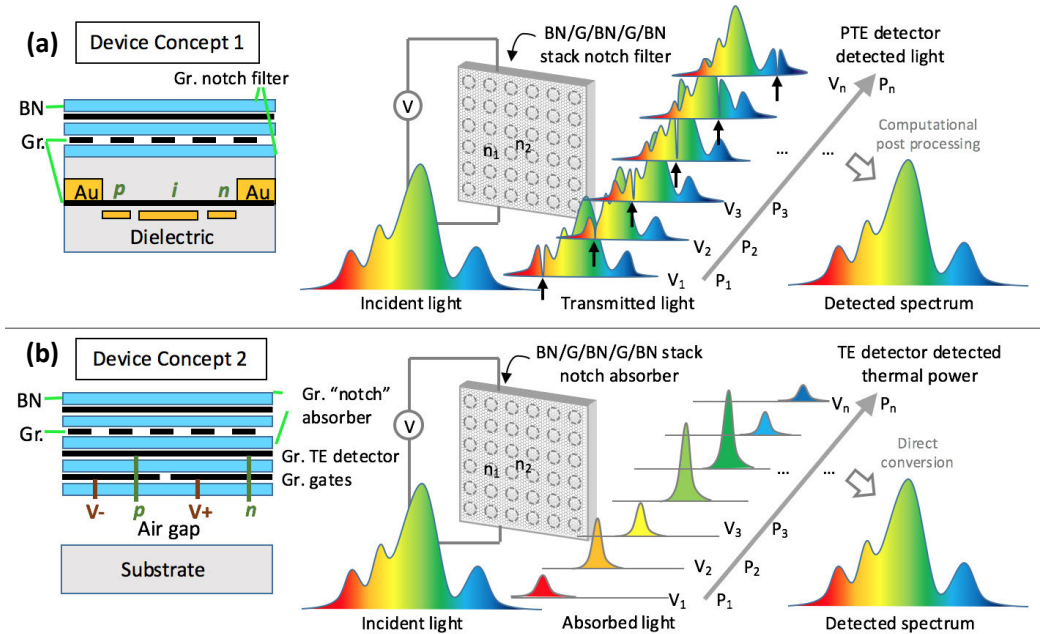 (a)
Device Concept 1
Gr. notch filter
BN
Gr.
Au
p
i
n
Au
Dielectric
V
BN/G/BN/G/BN
stack notch filter
n1
n2
PTE detector
detected light
Vn
Pn
Computational
post processing
... ...
V3
P3
V2
P2
V1
P1
Incident light
Transmitted light
Detected spectrum
(b)
Device Concept 2
BN
Gr.
Gr. “notch”
absorber
Gr. TE detector
Gr. gates
V-
p
V+
n
Air gap
Substrate
V
BN/G/BN/G/BN stack
notch absorber
n1
n2
TE detector detected
thermal power
Vn
Pn
Direct
conversion
... ...
V3
P3
V2
P2
V1
P1
Incident light
Absorbed light
Detected spectrum